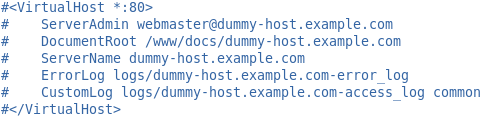 #<VirtualHost *:80>
#    ServerAdmin webmaster@dummy-host.example.com
#    DocumentRoot /www/docs/dummy-host.example.com
#    ServerName dummy-host.example.com
#    ErrorLog logs/dummy-host.example.com-error_log
#    CustomLog logs/dummy-host.example.com-access_log common
#</VirtualHost>